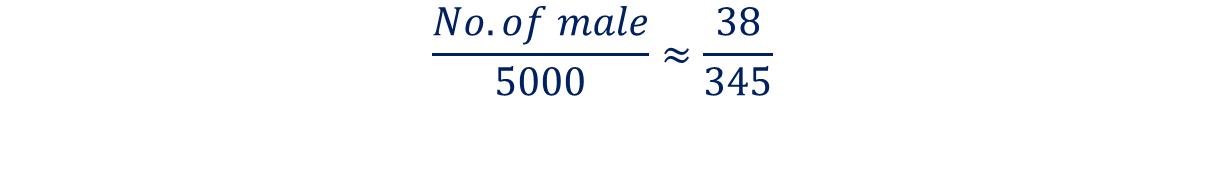 No. of male / 5000 ≈ 38 / 345